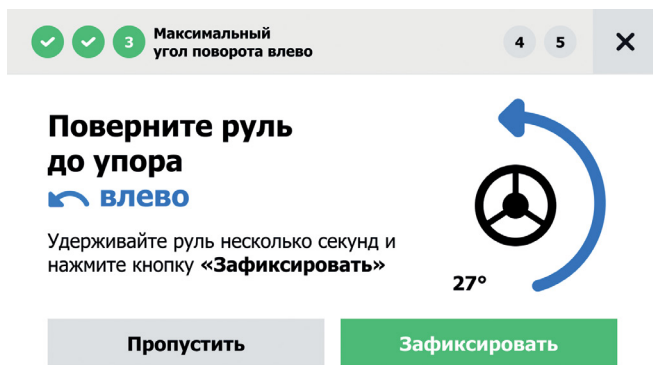 3
Максимальный
угол поворота влево
4
5
Поверните руль
до упора
влево
Удерживайте руль несколько секунд и
нажмите кнопку «Зафиксировать»
27°
Пропустить
Зафиксировать